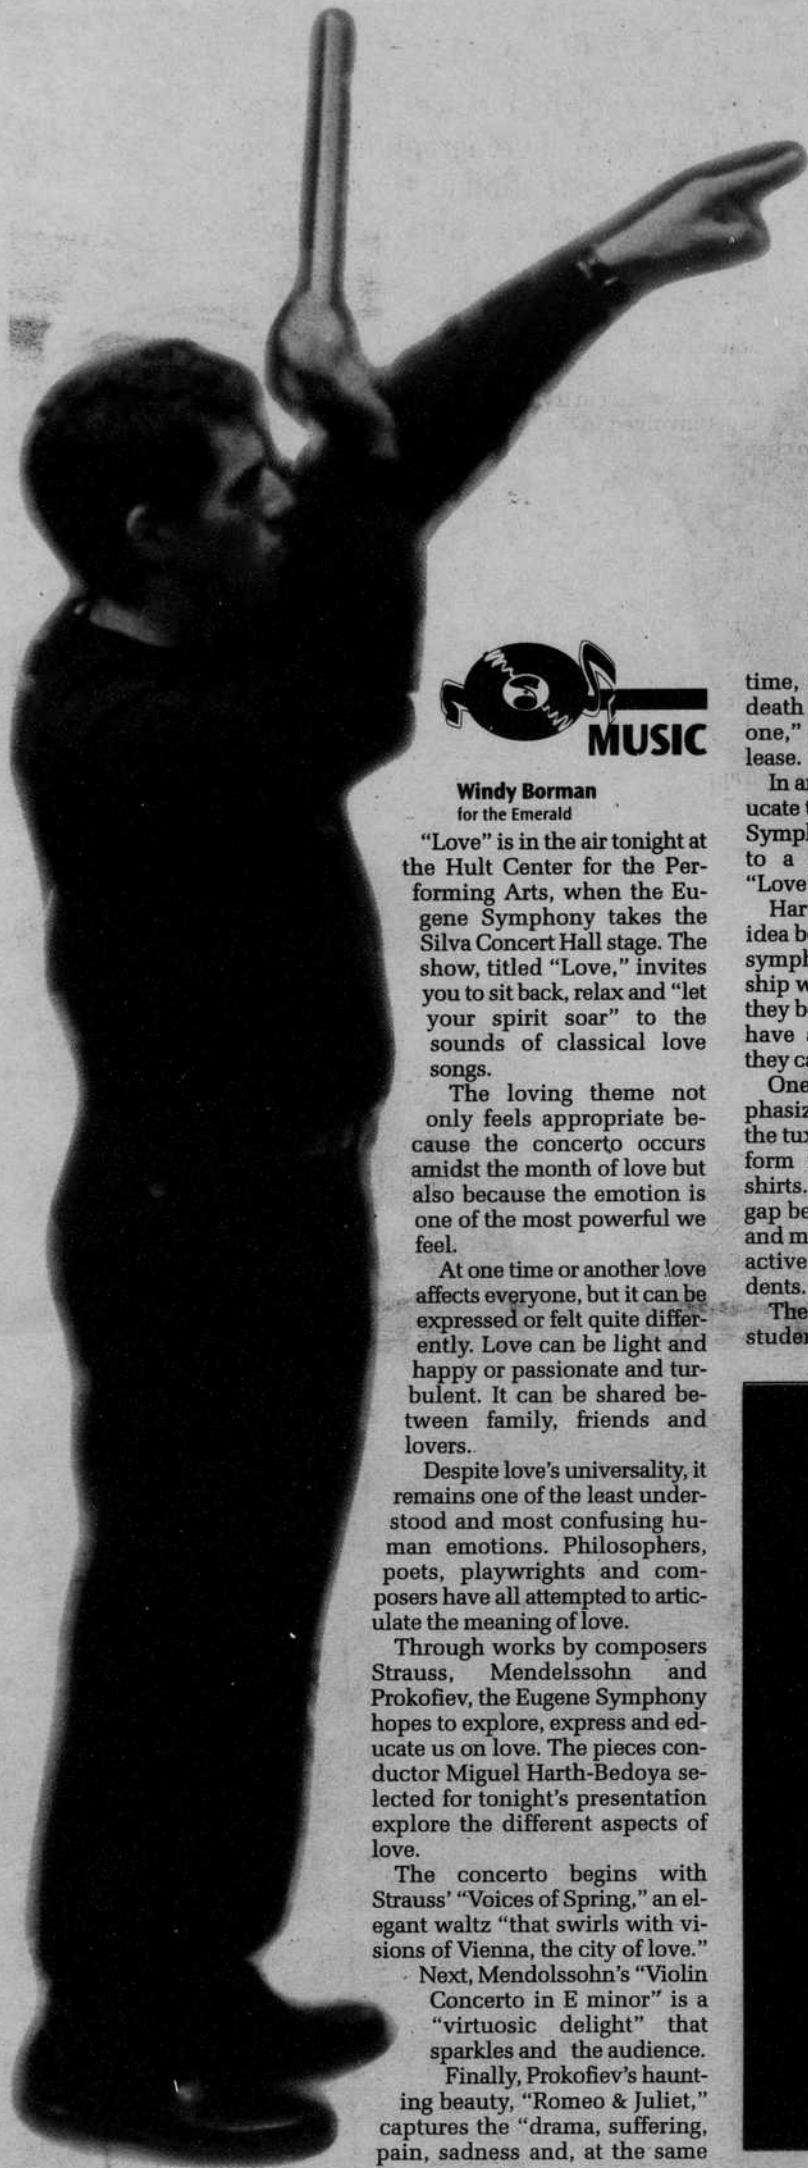 MUSIC
Windy Borman
for the Emerald
“Love” is in the air tonight at
the Hult Center for the Per-
forming Arts, when the Eu-
gene Symphony takes the
Silva Concert Hall stage. The
show, titled “Love,” invites
you to sit back, relax and “let
your spirit soar” to the
sounds of classical love
songs.
The loving theme not
only feels appropriate be-
cause the concerto occurs
amidst the month of love but
also because the emotion is
one of the most powerful we
feel.
At one time or another love
affects everyone, but it can be
expressed or felt quite differ-
ently. Love can be light and
happy or passionate and tur-
bulent. It can be shared be-
tween family, friends and
lovers.
Despite love’s universality, it
remains one of the least under-
stood and most confusing hu-
man emotions. Philosophers,
poets, playwrights and com-
posers have all attempted to artic-
ulate the meaning of love.
Through works by composers
Strauss, Mendelssohn and
Prokofiev, the Eugene Symphony
hopes to explore, express and ed-
ucate us on love. The pieces con-
ductor Miguel Harth-Bedoya se-
lected for tonight’s presentation
explore the different aspects of
love.
The concerto begins with
Strauss’ “Voices of Spring,” an el-
egant waltz “that swirls with vi-
sions of Vienna, the city of love.”
Next, Mendolssohn’s “Violin
Concerto in E minor” is a
“virtuosic delight” that
sparkles and the audience.
Finally, Prokofiev’s haunt-
ing beauty, “Romeo & Juliet,”
captures the “drama, suffering,
pain, sadness and, at the same
time,
death
one,”
lease.
In
ucate
to a
“Love
idea
ship
they
have
they
One
the
form
shirts.
gap
and
active
dents.
The